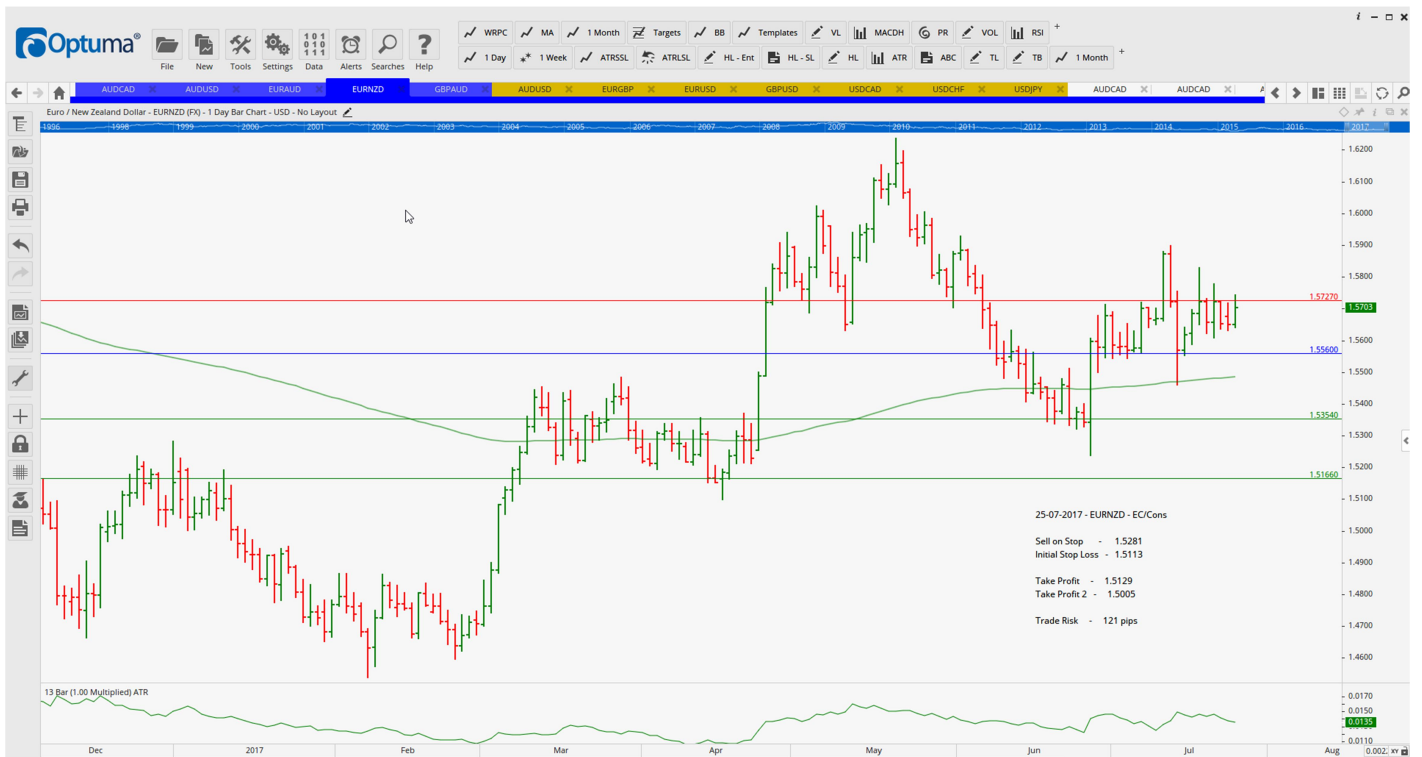 i
Optuma®
File
New
Tools
Settings
Data
Alerts
Searches
Help
WRPC MA 1 Month Targets BB Templates VL MACDH PR VOL RSI +
1 Day 1 Week ATRSSL ATRLSL HL - Ent HL - SL HL ATR ABC TL TB 1 Month +
AUDCAD AUDUSD EURAUD EURNZD GBPAUD AUDUSD EURGBP EURUSD GBPUSD USDCAD USDCHF USDJPY AUDCAD AUDCAD
Euro / New Zealand Dollar - EURNZD (FX) - 1 Day Bar Chart - USD - No Layout
1996 1998 1999 2000 2001 2002 2003 2004 2005 2006 2007 2008 2009 2010 2011 2012 2013 2014 2015 2016 2017
1.6200
1.6100
1.6000
1.5900
1.5800
1.57270
1.5703
1.5600
1.55600
1.5500
1.5400
1.53540
1.5300
1.5200
1.51660
1.5100
25-07-2017 - EURNZD - EC/Cons
1.5000
Sell on Stop - 1.5281
Initial Stop Loss - 1.5113
1.4900
Take Profit - 1.5129
Take Profit 2 - 1.5005
1.4800
Trade Risk - 121 pips
1.4700
1.4600
13 Bar (1.00 Multiplied) ATR
0.0170
0.0150
0.0135
0.0110
Dec 2017 Feb Mar Apr May Jun Jul Aug
XY